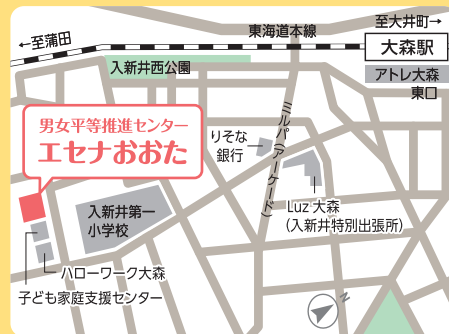 至大井町→
東海道本線
←至蒲田
大森駅
入新井西公園
アトレ大森
東口
男女平等推進センター
エセナおおた
りそな
銀行
ミルパ(アーケード)
入新井第一
小学校
Luz 大森
(入新井特別出張所)
ハローワーク大森
子ども家庭支援センター
N